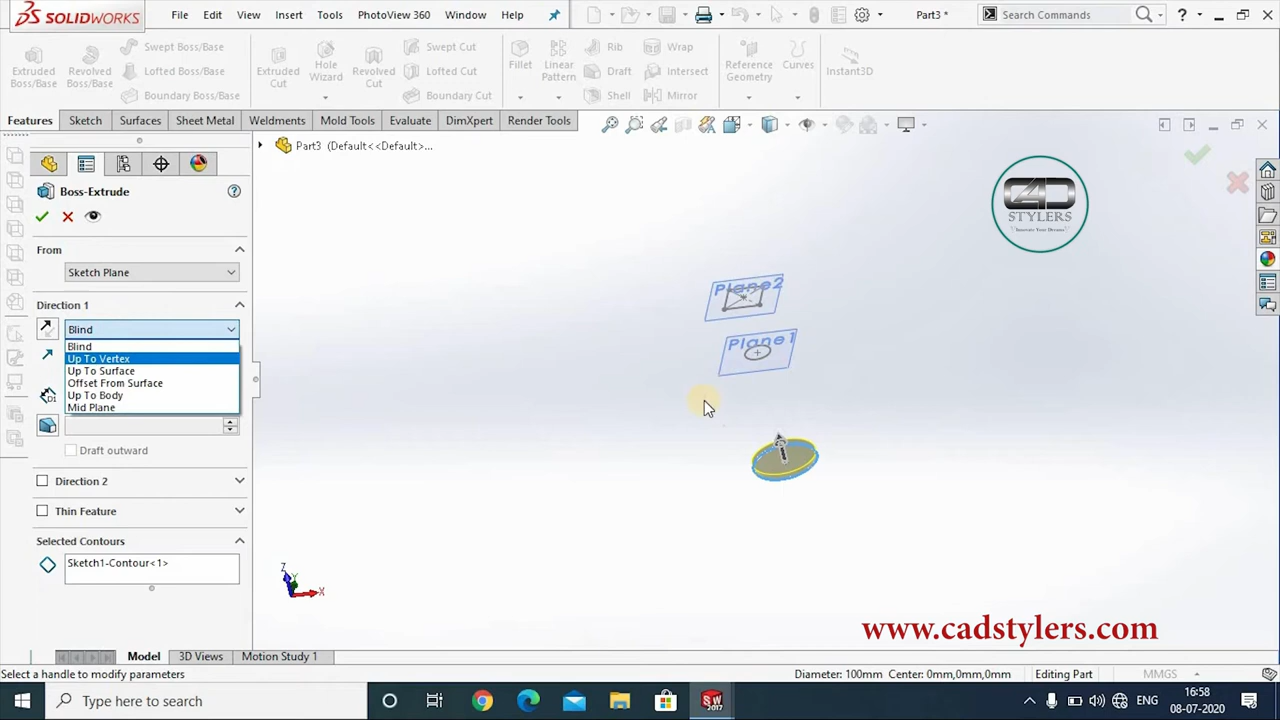 SOLIDWORKS
File Edit View Insert Tools PhotoView 360 Window Help
Part3 *
Search Commands
Extruded Boss/Base
Revolved Boss/Base
Swept Boss/Base
Lofted Boss/Base
Boundary Boss/Base
Extruded Cut
Hole Wizard
Revolved Cut
Swept Cut
Lofted Cut
Boundary Cut
Fillet
Linear Pattern
Rib
Draft
Shell
Wrap
Intersect
Mirror
Reference Geometry
Curves
Instant3D
Features Sketch Surfaces Sheet Metal Weldments Mold Tools Evaluate DimXpert Render Tools
Part3 (Default<<Default>...
Boss-Extrude
From
Sketch Plane
Direction 1
Blind
Blind
Up To Vertex
Up To Surface
Offset From Surface
Up To Body
Mid Plane
Draft outward
Direction 2
Thin Feature
Selected Contours
Sketch1-Contour<1>
Plane2
Plane1
CAD
STYLERS
Innovate Your Dreams
Z
Y
X
www.cadstylers.com
Model 3D Views Motion Study 1
Select a handle to modify parameters
Diameter: 100mm Center: 0mm,0mm,0mm
Editing Part
MMGS
Type here to search
SW
2017
ENG
16:58
08-07-2020